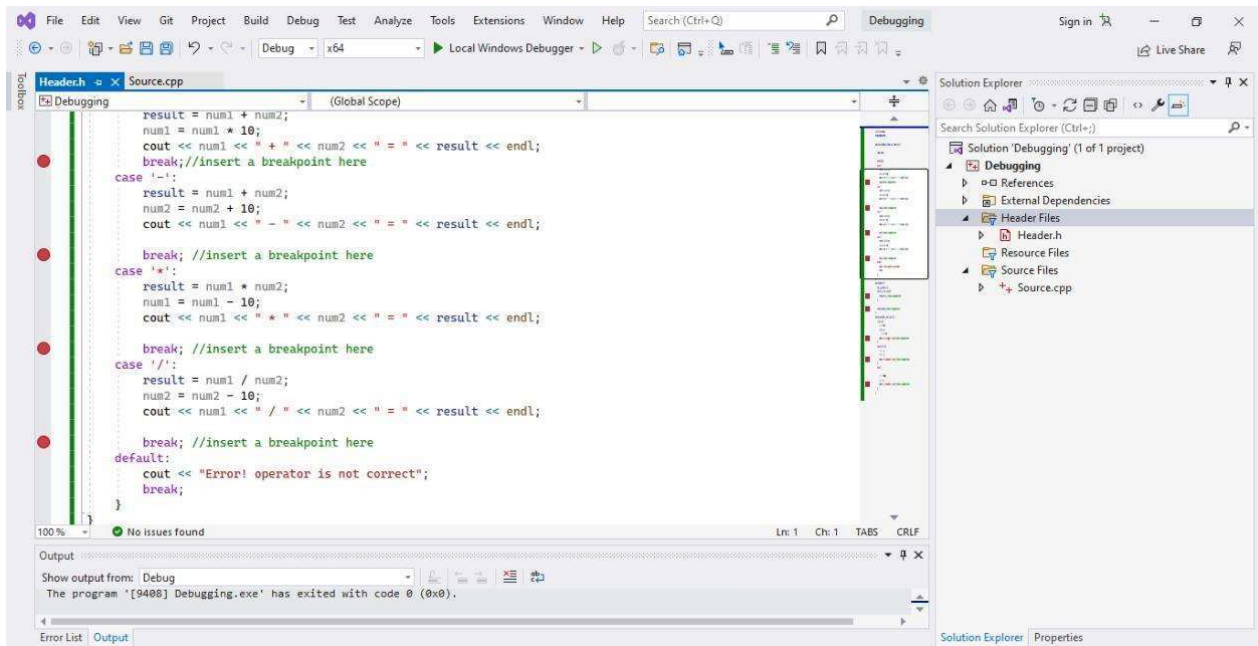 File Edit View Git Project Build Debug Test Analyze Tools Extensions Window Help Search (Ctrl+Q) Debugging Sign in
Debug x64 Local Windows Debugger Live Share
Toolbox
Header.h Source.cpp
Debugging (Global Scope)
result = num1 + num2;
num1 = num1 * 10;
cout << num1 << " + " << num2 << " = " << result << endl;
break;//insert a breakpoint here
case '-':
result = num1 + num2;
num2 = num2 + 10;
cout << num1 << " - " << num2 << " = " << result << endl;
break; //insert a breakpoint here
case '*':
result = num1 * num2;
num1 = num1 - 10;
cout << num1 << " * " << num2 << " = " << result << endl;
break; //insert a breakpoint here
case '/':
result = num1 / num2;
num2 = num2 - 10;
cout << num1 << " / " << num2 << " = " << result << endl;
break; //insert a breakpoint here
default:
cout << "Error! operator is not correct";
break;
}
}
100 % No issues found Ln: 1 Ch: 1 TABS CRLF
Output
Show output from: Debug
The program '[9408] Debugging.exe' has exited with code 0 (0x0).
Error List Output
Solution Explorer
Search Solution Explorer (Ctrl+;)
Solution 'Debugging' (1 of 1 project)
Debugging
References
External Dependencies
Header Files
Header.h
Resource Files
Source Files
Source.cpp
Solution Explorer Properties